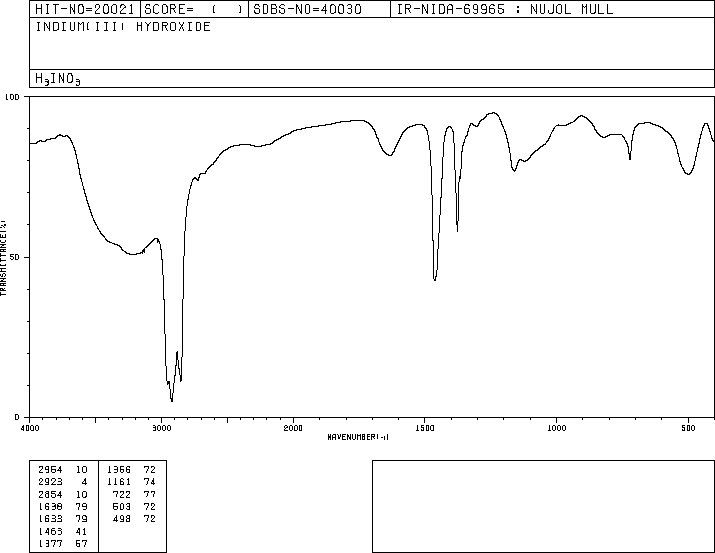 HIT-NO=20021 SCORE= ( ) SDBS-NO=40030 IR-NIDA-69965 : NUJOL MULL
INDIUM(III) HYDROXIDE
H3INO3
100
50
0
TRANSMITTANCE(%)
4000 3000 2000 1500 1000 500
WAVENUMBER(-1)
2954 10 1366 72
2923 4 1161 74
2854 10 722 77
1638 79 503 72
1633 79 498 72
1463 41
1377 57